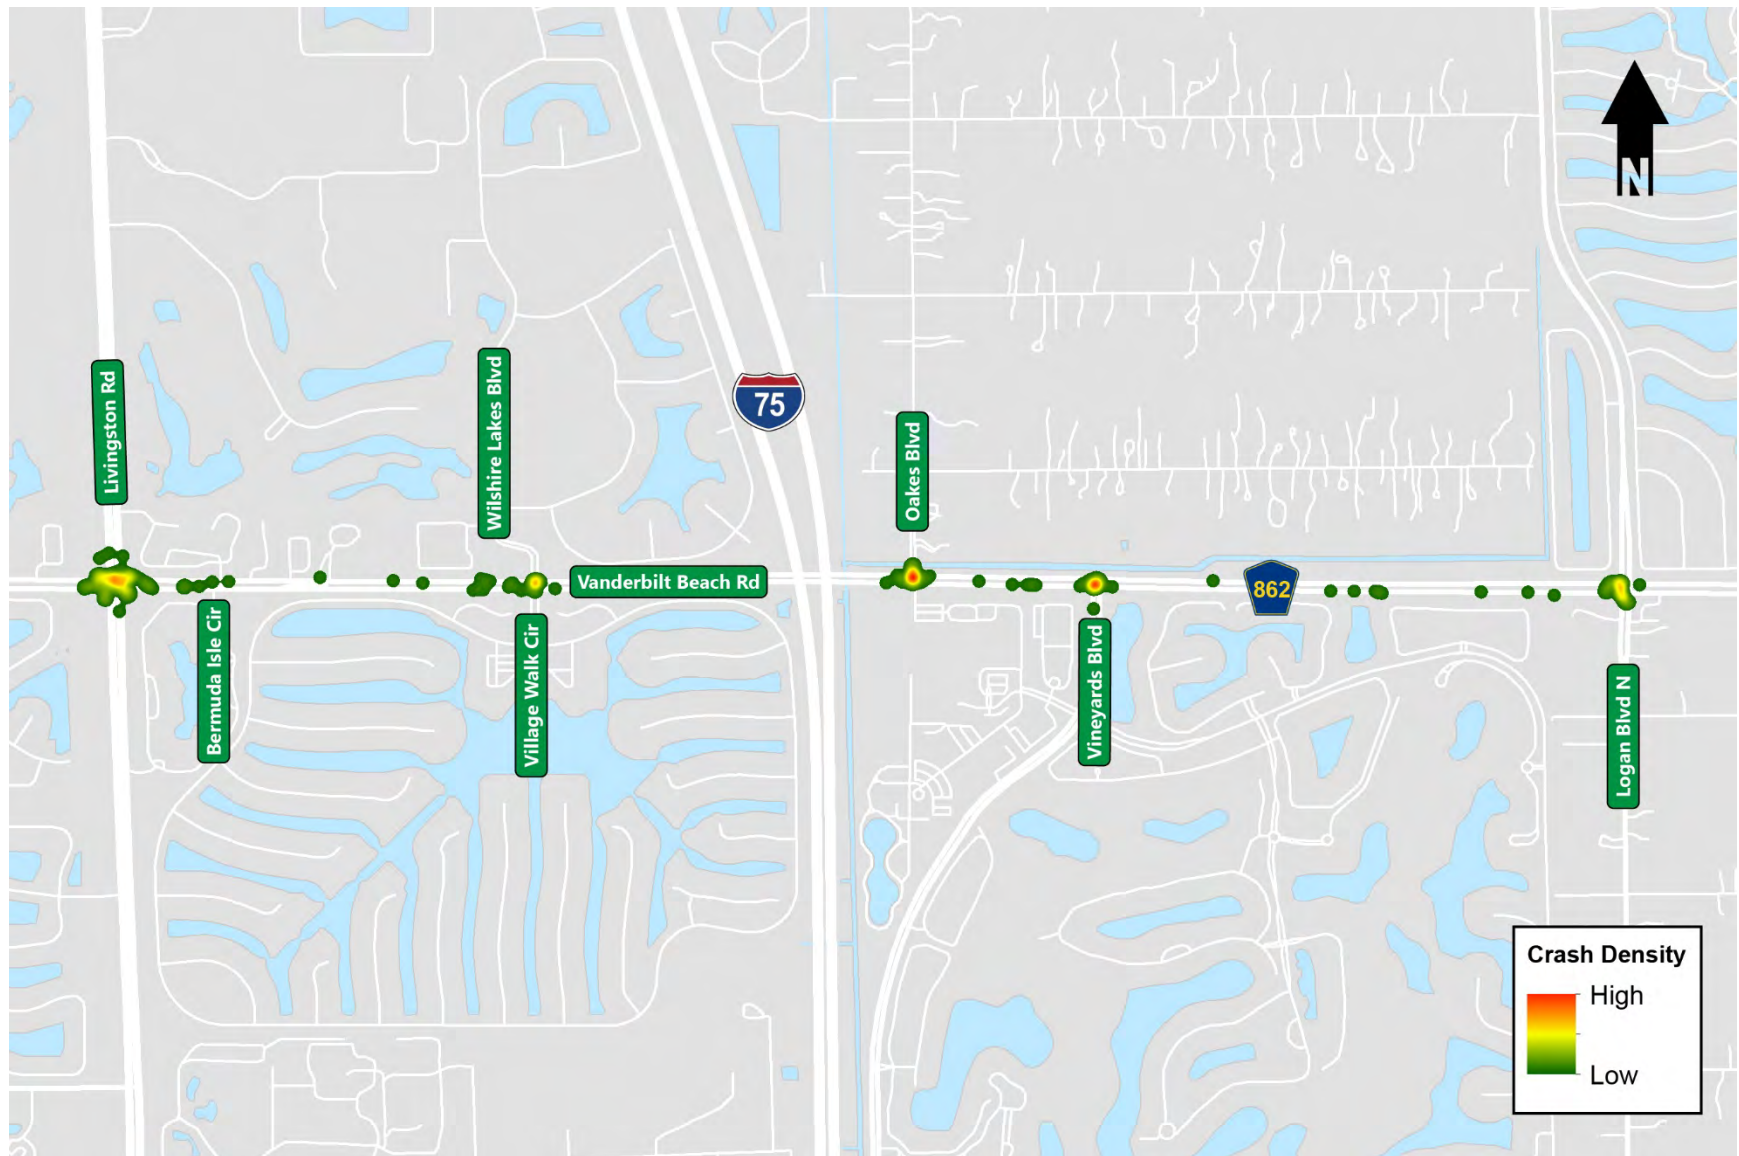 N
Livingston Rd
Wilshire Lakes Blvd
75
Oakes Blvd
Vanderbilt Beach Rd
862
Bermuda Isle Cir
Village Walk Cir
Vineyards Blvd
Logan Blvd N
Crash Density
High
Low